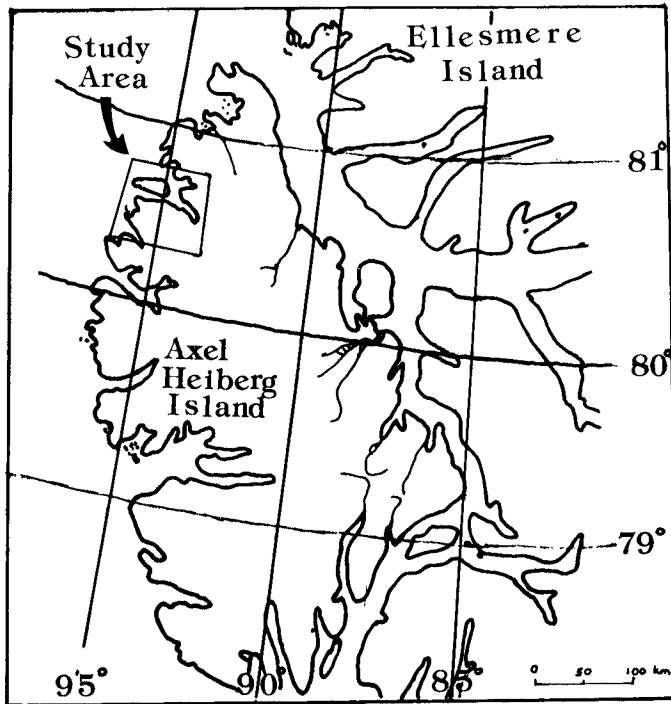 Study
Area
Ellesmere
Island
81°
80°
Axel
Heiberg
Island
79°
95°
90°
85°
0 50 100 km